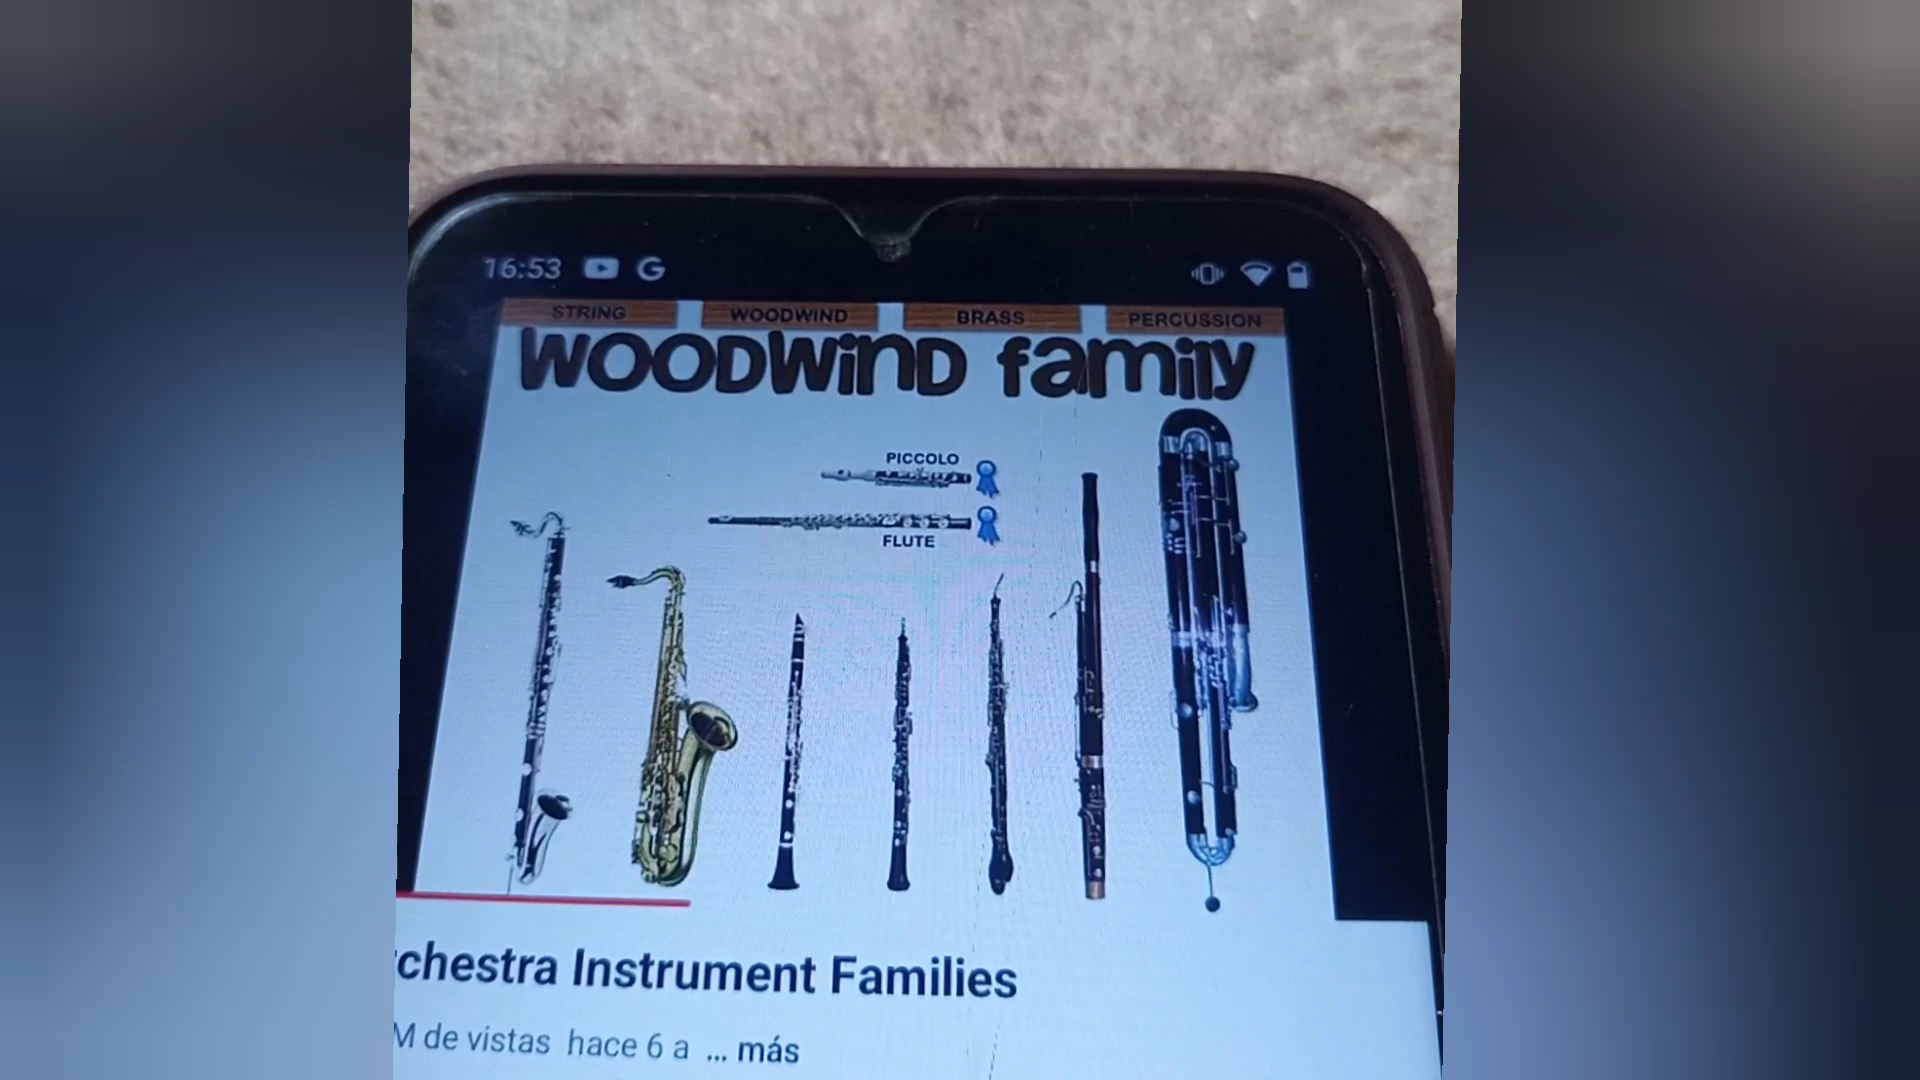 16:53
STRING WOODWIND BRASS PERCUSSION
WOODWIND family
PICCOLO
FLUTE
chestra Instrument Families
M de vistas hace 6 a ... más